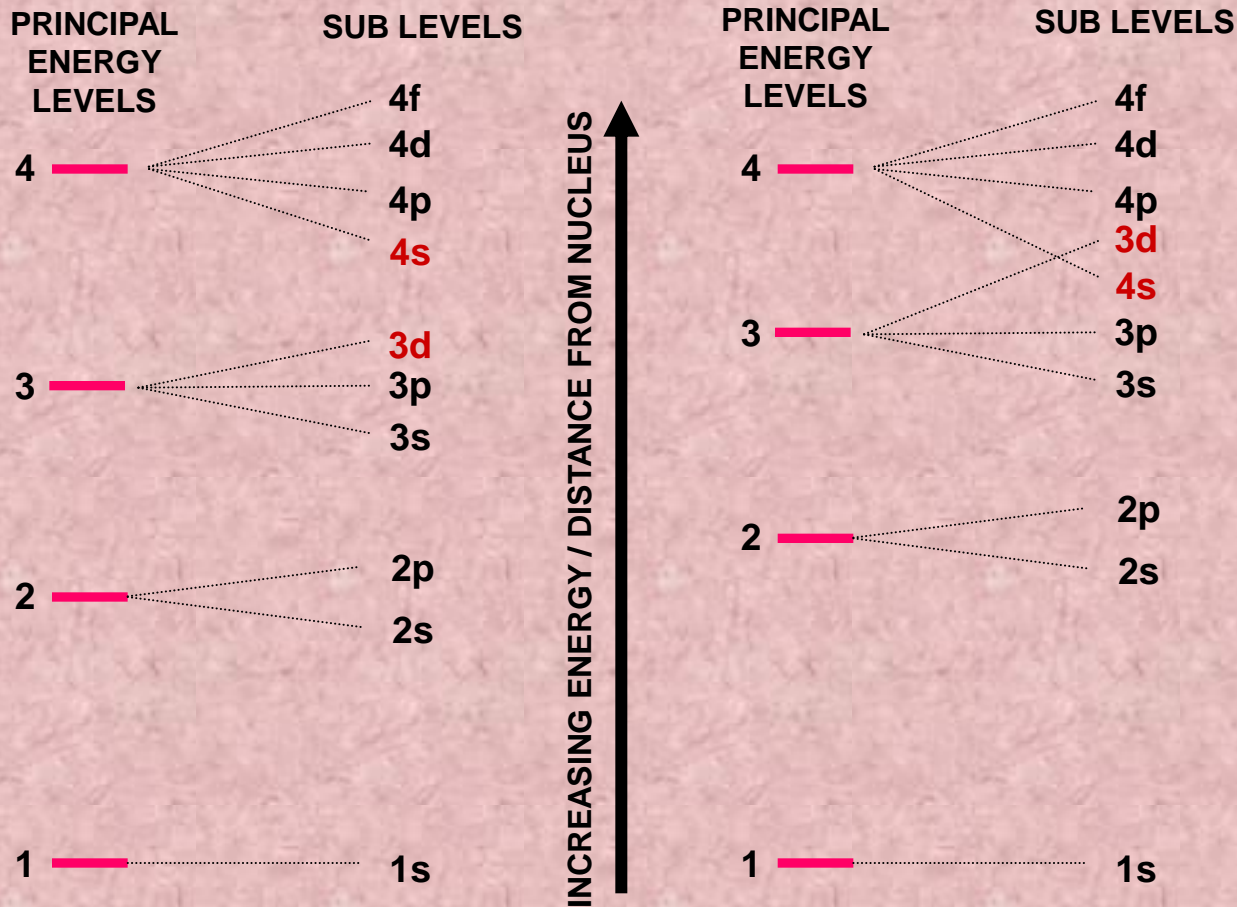 PRINCIPAL
ENERGY
LEVELS
SUB LEVELS
4
4f
4d
4p
4s
3
3d
3p
3s
2
2p
2s
1
1s
INCREASING ENERGY / DISTANCE FROM NUCLEUS
PRINCIPAL
ENERGY
LEVELS
SUB LEVELS
4
4f
4d
4p
3d
4s
3
3p
3s
2
2p
2s
1
1s